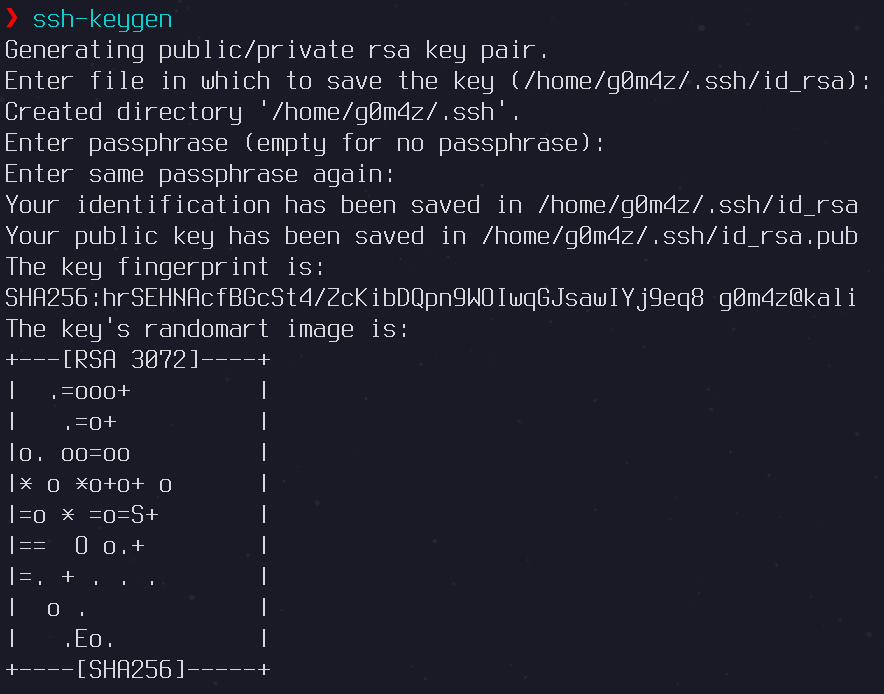 ❯ ssh-keygen
Generating public/private rsa key pair.
Enter file in which to save the key (/home/g0m4z/.ssh/id_rsa):
Created directory '/home/g0m4z/.ssh'.
Enter passphrase (empty for no passphrase):
Enter same passphrase again:
Your identification has been saved in /home/g0m4z/.ssh/id_rsa
Your public key has been saved in /home/g0m4z/.ssh/id_rsa.pub
The key fingerprint is:
SHA256:hrSEHNAcfBGcSt4/ZcKibDQpn9WOIwqGJsawIYj9eq8 g0m4z@kali
The key's randomart image is:
+---[RSA 3072]----+
|  .=ooo+         |
|   .=o+          |
|o. oo=oo         |
|* o *o+o+ o      |
|=o * =o=S+       |
|==  O o.+        |
|=. + . . .       |
|  o .            |
|   .Eo.          |
+----[SHA256]-----+